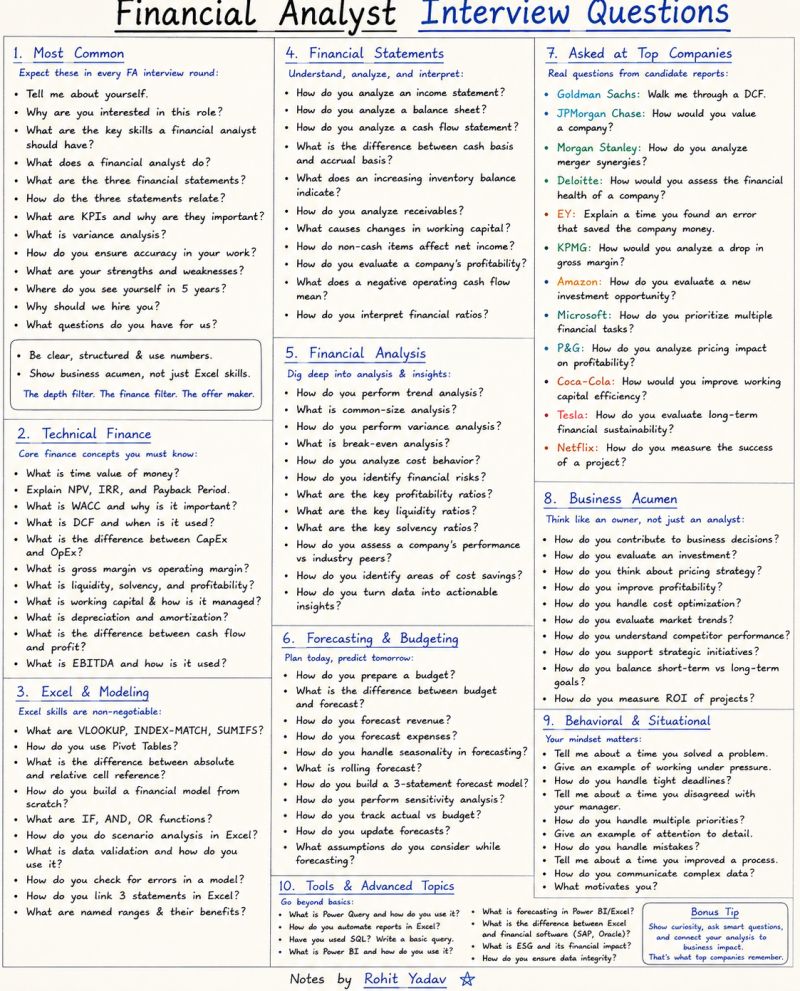 Financial Analyst Interview Questions
1. Most Common
Expect these in every FA interview round:
• Tell me about yourself.
• Why are you interested in this role?
• What are the key skills a financial analyst
should have?
• What does a financial analyst do?
• What are the three financial statements?
• How do the three statements relate?
• What are KPIs and why are they important?
• What is variance analysis?
• How do you ensure accuracy in your work?
• What are your strengths and weaknesses?
• Where do you see yourself in 5 years?
• Why should we hire you?
• What questions do you have for us?
• Be clear, structured & use numbers.
• Show business acumen, not just Excel skills.
The depth filter. The finance filter. The offer maker.
2. Technical Finance
Core finance concepts you must know:
• What is time value of money?
• Explain NPV, IRR, and Payback Period.
• What is WACC and why is it important?
• What is DCF and when is it used?
• What is the difference between CapEx
and OpEx?
• What is gross margin vs operating margin?
• What is liquidity, solvency, and profitability?
• What is working capital & how is it managed?
• What is depreciation and amortization?
• What is the difference between cash flow
and profit?
• What is EBITDA and how is it used?
3. Excel & Modeling
Excel skills are non-negotiable:
• What are VLOOKUP, INDEX-MATCH, SUMIFS?
• How do you use Pivot Tables?
• What is the difference between absolute
and relative cell reference?
• How do you build a financial model from
scratch?
• What are IF, AND, OR functions?
• How do you do scenario analysis in Excel?
• What is data validation and how do you
use it?
• How do you check for errors in a model?
• How do you link 3 statements in Excel?
• What are named ranges & their benefits?
4. Financial Statements
Understand, analyze, and interpret:
• How do you analyze an income statement?
• How do you analyze a balance sheet?
• How do you analyze a cash flow statement?
• What is the difference between cash basis
and accrual basis?
• What does an increasing inventory balance
indicate?
• How do you analyze receivables?
• What causes changes in working capital?
• How do non-cash items affect net income?
• How do you evaluate a company's profitability?
• What does a negative operating cash flow
mean?
• How do you interpret financial ratios?
5. Financial Analysis
Dig deep into analysis & insights:
• How do you perform trend analysis?
• What is common-size analysis?
• How do you perform variance analysis?
• What is break-even analysis?
• How do you analyze cost behavior?
• How do you identify financial risks?
• What are the key profitability ratios?
• What are the key liquidity ratios?
• What are the key solvency ratios?
• How do you assess a company's performance
vs industry peers?
• How do you identify areas of cost savings?
• How do you turn data into actionable
insights?
6. Forecasting & Budgeting
Plan today, predict tomorrow:
• How do you prepare a budget?
• What is the difference between budget
and forecast?
• How do you forecast revenue?
• How do you forecast expenses?
• How do you handle seasonality in forecasting?
• What is rolling forecast?
• How do you build a 3-statement forecast model?
• How do you perform sensitivity analysis?
• How do you track actual vs budget?
• How do you update forecasts?
• What assumptions do you consider while
forecasting?
7. Asked at Top Companies
Real questions from candidate reports:
• Goldman Sachs: Walk me through a DCF.
• JPMorgan Chase: How would you value
a company?
• Morgan Stanley: How do you analyze
merger synergies?
• Deloitte: How would you assess the financial
health of a company?
• EY: Explain a time you found an error
that saved the company money.
• KPMG: How would you analyze a drop in
gross margin?
• Amazon: How do you evaluate a new
investment opportunity?
• Microsoft: How do you prioritize multiple
financial tasks?
• P&G: How do you analyze pricing impact
on profitability?
• Coca-Cola: How would you improve working
capital efficiency?
• Tesla: How do you evaluate long-term
financial sustainability?
• Netflix: How do you measure the success
of a project?
8. Business Acumen
Think like an owner, not just an analyst:
• How do you contribute to business decisions?
• How do you evaluate an investment?
• How do you think about pricing strategy?
• How do you improve profitability?
• How do you handle cost optimization?
• How do you evaluate market trends?
• How do you understand competitor performance?
• How do you support strategic initiatives?
• How do you balance short-term vs long-term
goals?
• How do you measure ROI of projects?
9. Behavioral & Situational
Your mindset matters:
• Tell me about a time you solved a problem.
• Give an example of working under pressure.
• How do you handle tight deadlines?
• Tell me about a time you disagreed with
your manager.
• How do you handle multiple priorities?
• Give an example of attention to detail.
• How do you handle mistakes?
• Tell me about a time you improved a process.
• How do you communicate complex data?
• What motivates you?
10. Tools & Advanced Topics
Go beyond basics:
• What is Power Query and how do you use it?
• How do you automate reports in Excel?
• Have you used SQL? Write a basic query.
• What is Power BI and how do you use it?
• What is forecasting in Power BI/Excel?
• What is the difference between Excel
and financial software (SAP, Oracle)?
• What is ESG and its financial impact?
• How do you ensure data integrity?
Bonus Tip
Show curiosity, ask smart questions,
and connect your analysis to
business impact.
That's what top companies remember.
Notes by Rohit Yadav ☆